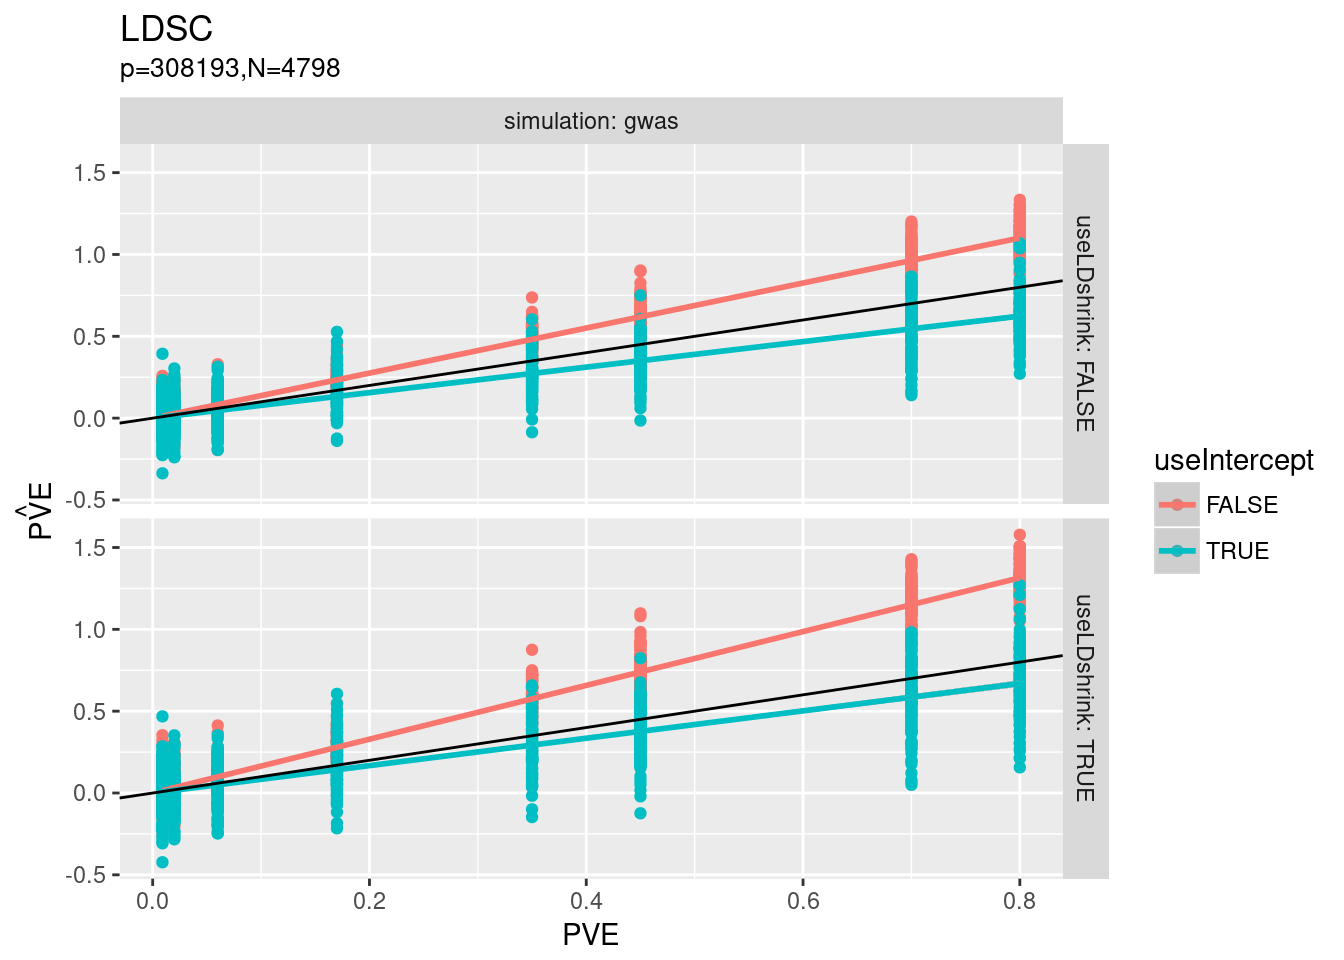 LDSC
p=308193,N=4798
simulation: gwas
1.5
1.0
0.5
0.0
-0.5
useLDshrink: FALSE
1.5
1.0
0.5
0.0
-0.5
useLDshrink: TRUE
0.0 0.2 0.4 0.6 0.8
PVE
PV̂E
useIntercept
FALSE
TRUE